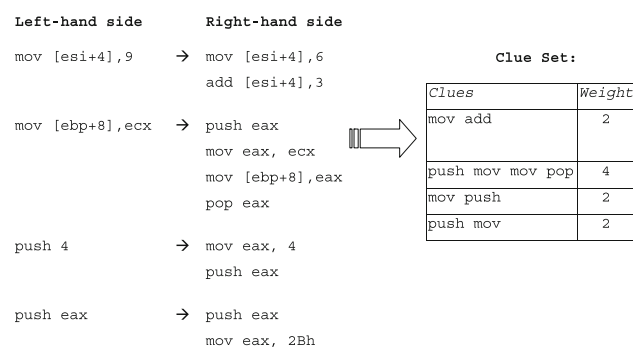 Left-hand side Right-hand side
mov [esi+4],9 → mov [esi+4],6
add [esi+4],3
mov [ebp+8],ecx → push eax
mov eax, ecx
mov [ebp+8],eax
pop eax
push 4 → mov eax, 4
push eax
push eax → push eax
mov eax, 2Bh
Clue Set:
Clues Weight
mov add 2
push mov mov pop 4
mov push 2
push mov 2